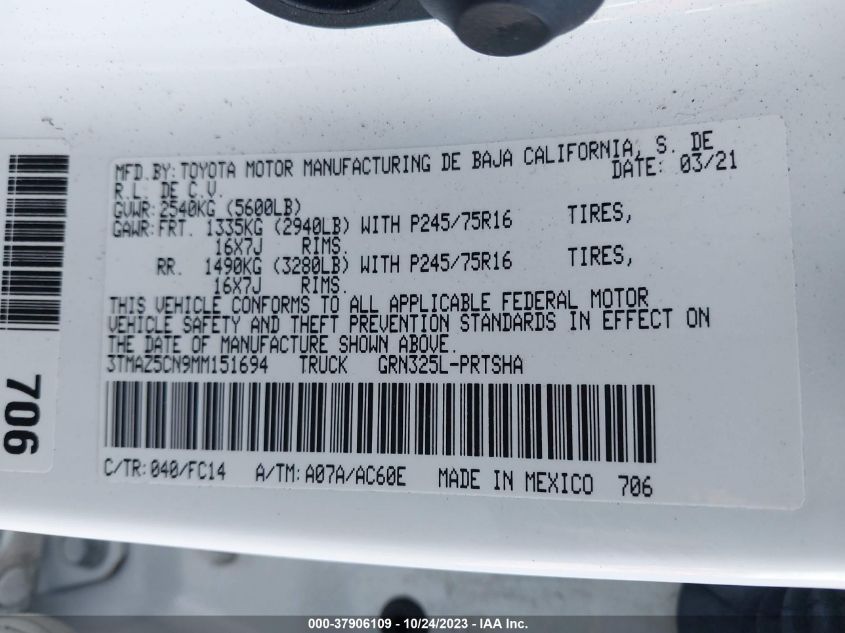 MFD.BY:TOYOTA MOTOR MANUFACTURING DE BAJA CALIFORNIA, S. DE
R.L. DE C.V. DATE: 03/21
GVWR:2540KG (5600LB)
GAWR:FRT. 1335KG (2940LB) WITH P245/75R16 TIRES,
16X7J RIMS.
RR. 1490KG (3280LB) WITH P245/75R16 TIRES,
16X7J RIMS.
THIS VEHICLE CONFORMS TO ALL APPLICABLE FEDERAL MOTOR
VEHICLE SAFETY AND THEFT PREVENTION STANDARDS IN EFFECT ON
THE DATE OF MANUFACTURE SHOWN ABOVE.
3TMAZ5CN9MM151694 TRUCK GRN325L-PRTSHA
C/TR:040/FC14 A/TM:A07A/AC60E MADE IN MEXICO 706
706
000-37906109 - 10/24/2023 - IAA Inc.